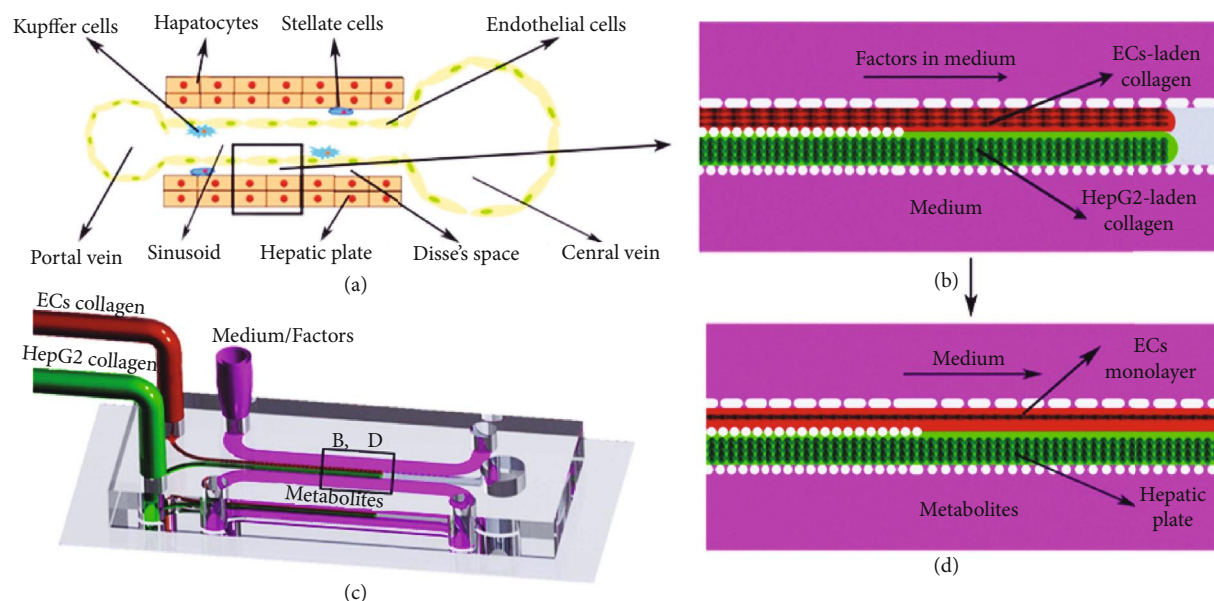 Kupffer cells
Hapatocytes
Stellate cells
Endothelial cells
Portal vein
Sinusoid
Hepatic plate
Disse's space
Cenral vein
(a)
Factors in medium
ECs-laden
collagen
Medium
HepG2-laden
collagen
(b)
ECs collagen
HepG2 collagen
Medium/Factors
B, D
Metabolites
(c)
Medium
ECs
monolayer
Metabolites
Hepatic
plate
(d)